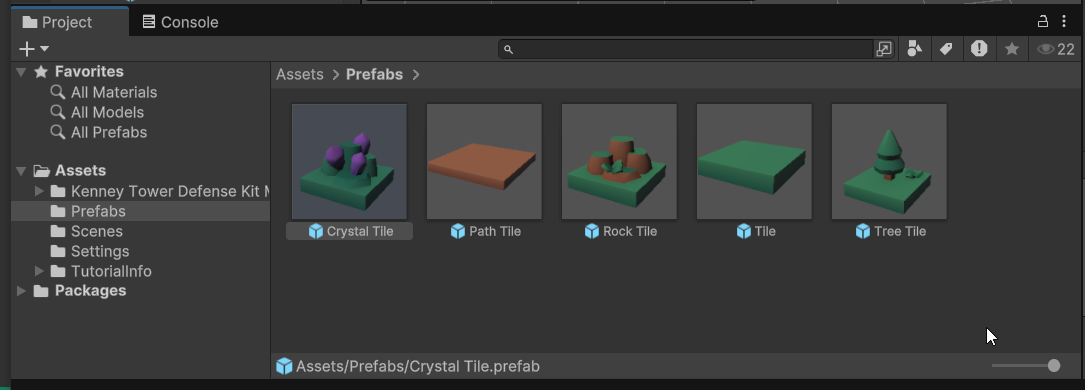 Project
Console
22
Favorites
All Materials
All Models
All Prefabs
Assets
Kenney Tower Defense Kit
Prefabs
Scenes
Settings
TutorialInfo
Packages
Assets > Prefabs >
Crystal Tile
Path Tile
Rock Tile
Tile
Tree Tile
Assets/Prefabs/Crystal Tile.prefab